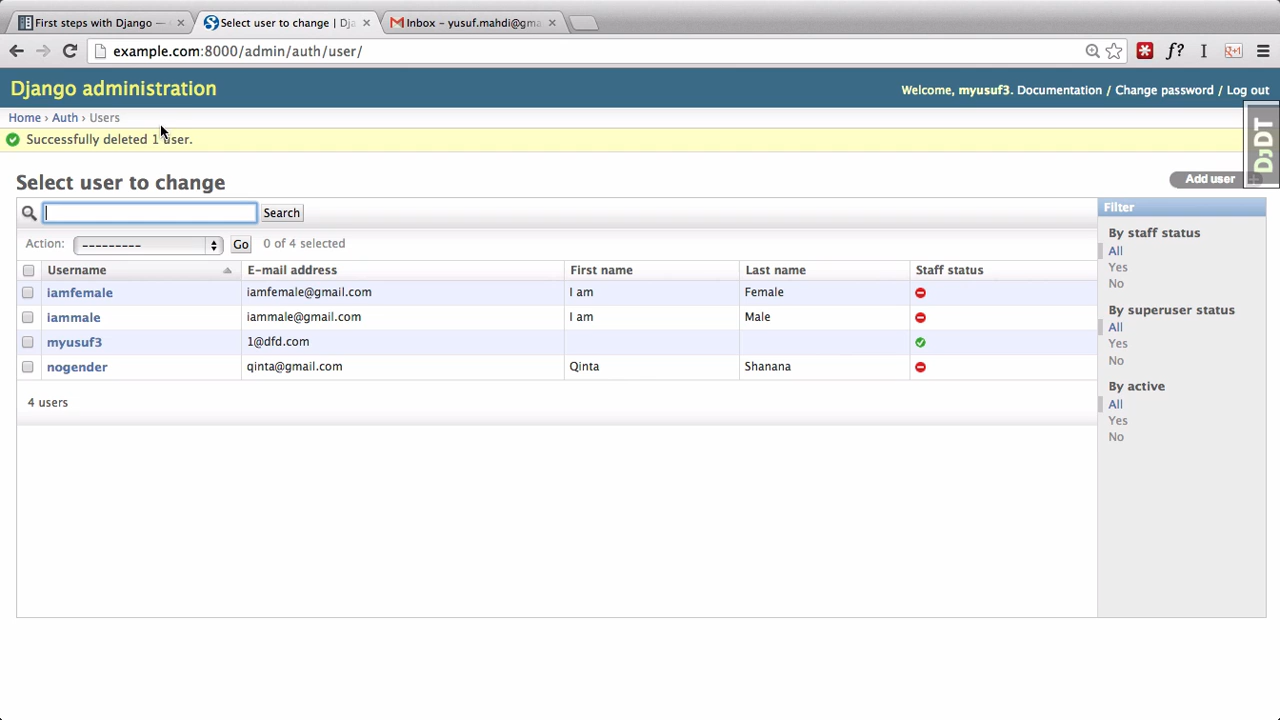 First steps with Django —
Select user to change | Dj
Inbox – yusuf.mahdi@gma
example.com:8000/admin/auth/user/
f?
Django administration
Welcome, myusuf3. Documentation / Change password / Log out
Home › Auth › Users
Successfully deleted 1 user.
DjDT
Select user to change
Add user +
Search
Filter
Action: --------- Go 0 of 4 selected
By staff status
All
Yes
No
Username E-mail address First name Last name Staff status
iamfemale iamfemale@gmail.com I am Female
iammale iammale@gmail.com I am Male
myusuf3 1@dfd.com
nogender qinta@gmail.com Qinta Shanana
4 users
By superuser status
All
Yes
No
By active
All
Yes
No